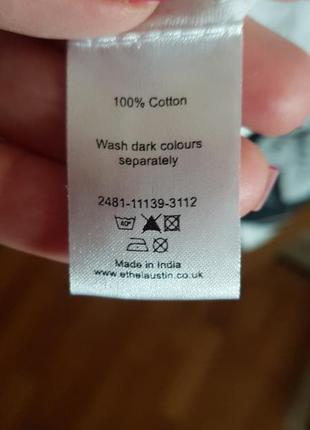 100% Cotton
Wash dark colours
separately
2481-11139-3112
40°
Made in India
www.ethelaustin.co.uk